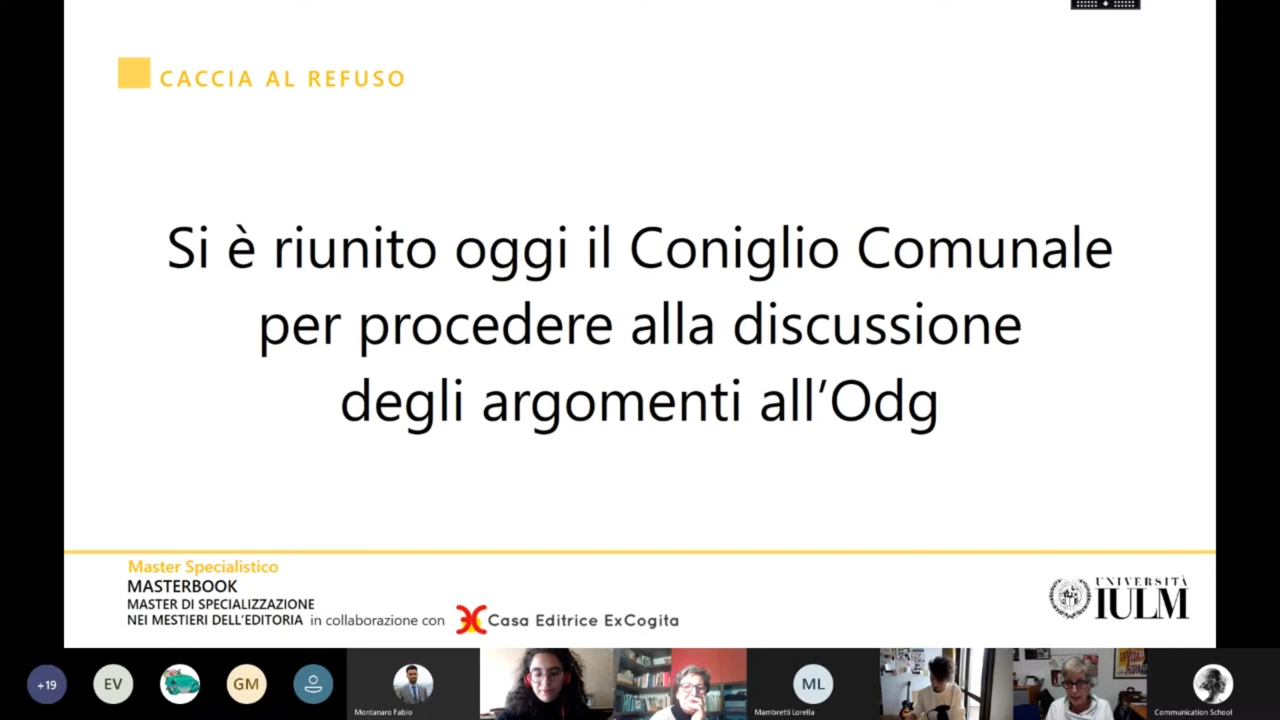 CACCIA AL REFUSO
Si è riunito oggi il Coniglio Comunale
per procedere alla discussione
degli argomenti all’Odg
Master Specialistico
MASTERBOOK
MASTER DI SPECIALIZZAZIONE
NEI MESTIERI DELL’EDITORIA in collaborazione con
Casa Editrice ExCogita
UNIVERSITÀ
IULM
+19
EV
GM
Montanaro Fabio
ML
Mambretti Lorella
Communication School